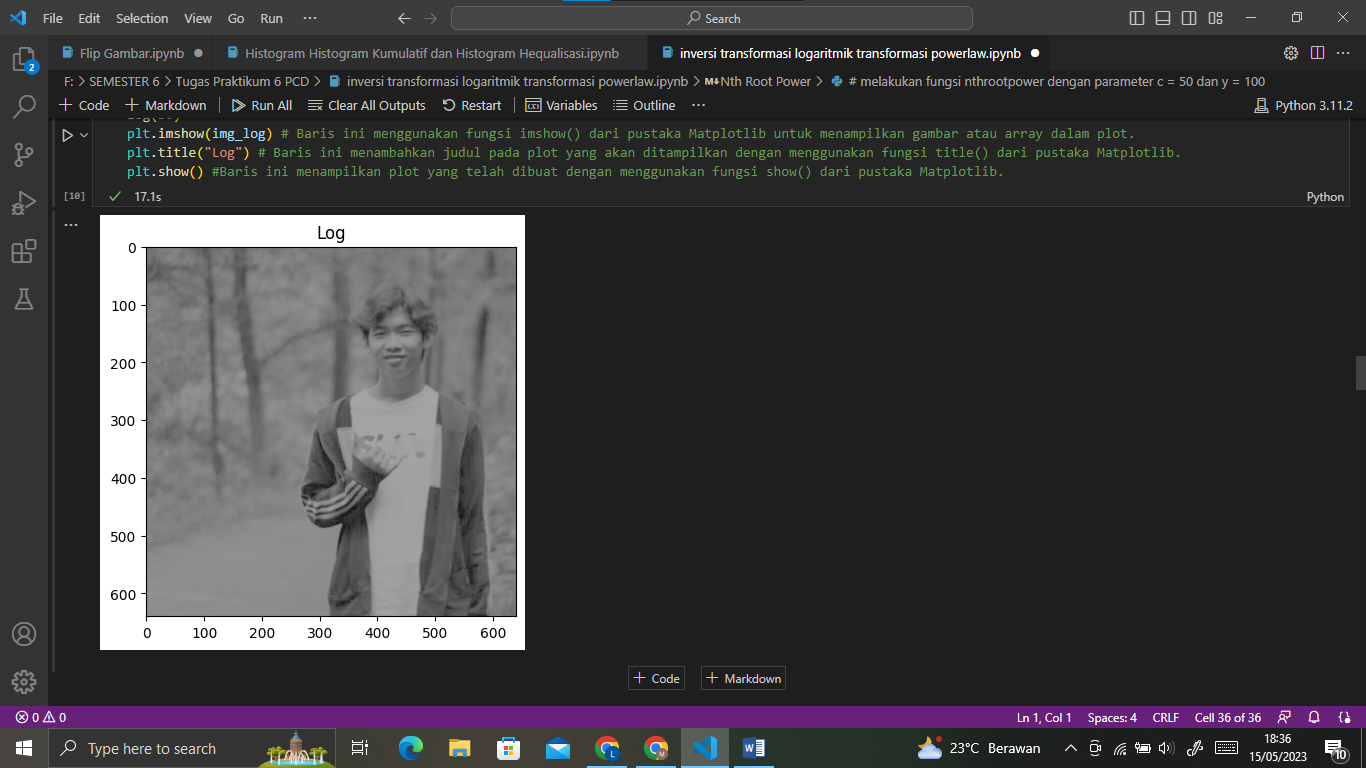 File Edit Selection View Go Run ··· Search
Flip Gambar.ipynb Histogram Histogram Kumulatif dan Histogram Hequalisasi.ipynb inversi transformasi logaritmik transformasi powerlaw.ipynb
F: > SEMESTER 6 > Tugas Praktikum 6 PCD > inversi transformasi logaritmik transformasi powerlaw.ipynb > M↓Nth Root Power > # melakukan fungsi nthrootpower dengan parameter c = 50 dan y = 100
+ Code + Markdown Run All Clear All Outputs Restart Variables Outline ··· Python 3.11.2
plt.imshow(img_log) # Baris ini menggunakan fungsi imshow() dari pustaka Matplotlib untuk menampilkan gambar atau array dalam plot.
plt.title("Log") # Baris ini menambahkan judul pada plot yang akan ditampilkan dengan menggunakan fungsi title() dari pustaka Matplotlib.
plt.show() #Baris ini menampilkan plot yang telah dibuat dengan menggunakan fungsi show() dari pustaka Matplotlib.
[10] 17.1s Python
Log
0
100
200
300
400
500
600
0 100 200 300 400 500 600
+ Code + Markdown
2
0 0 Ln 1, Col 1 Spaces: 4 CRLF Cell 36 of 36
Type here to search 23°C Berawan 18:36
15/05/2023 10